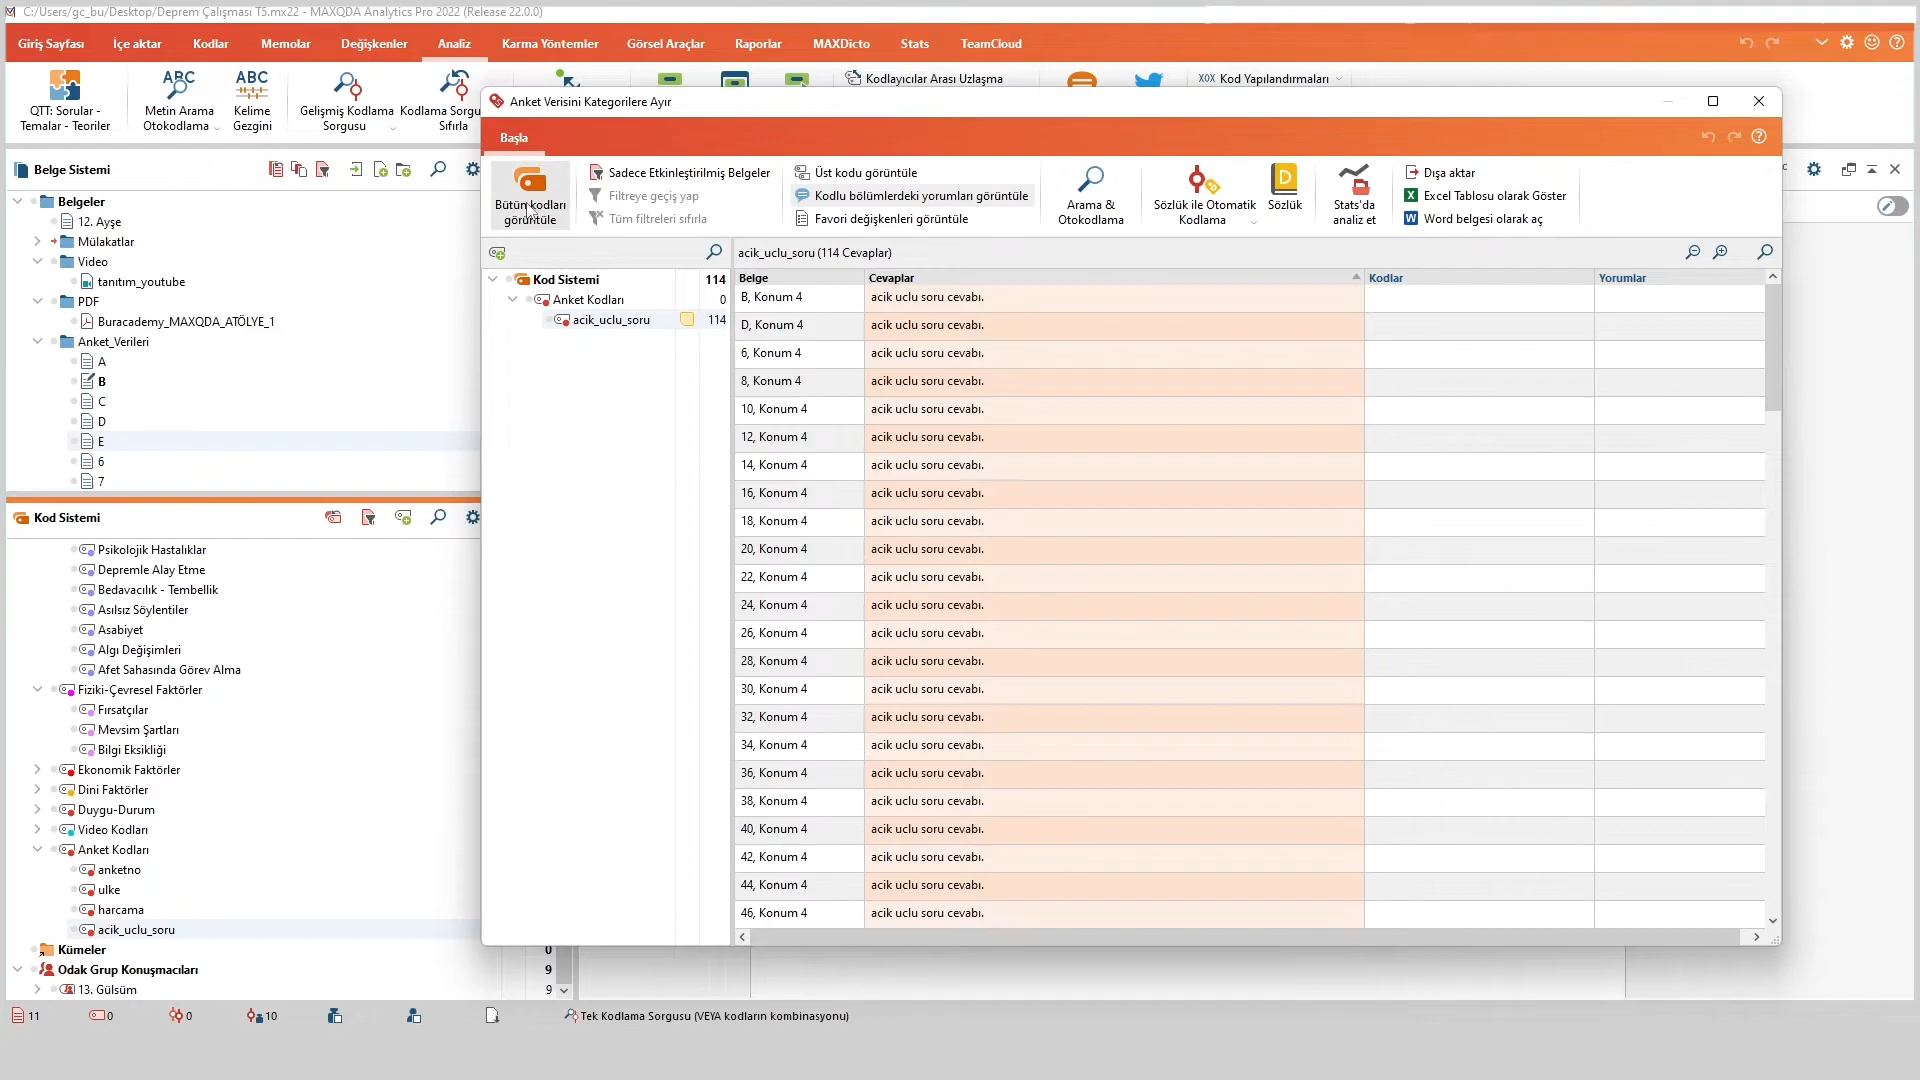 C:/Users/gc_bu/Desktop/Deprem Çalışması T5.mx22 - MAXQDA Analytics Pro 2022 (Release 22.0.0)
Giriş Sayfası
İçe aktar
Kodlar
Memolar
Değişkenler
Analiz
Karma Yöntemler
Görsel Araçlar
Raporlar
MAXDicto
Stats
TeamCloud
QTT: Sorular -
Temalar - Teoriler
Metin Arama
Otokodlama
Kelime
Gezgini
Gelişmiş Kodlama
Sorgusu
Kodlama Sorgu
Sıfırla
Kodlayıcılar Arası Uzlaşma
Kod Yapılandırmaları
Anket Verisini Kategorilere Ayır
Başla
Bütün kodları
görüntüle
Sadece Etkinleştirilmiş Belgeler
Filtreye geçiş yap
Tüm filtreleri sıfırla
Üst kodu görüntüle
Kodlu bölümlerdeki yorumları görüntüle
Favori değişkenleri görüntüle
Arama &
Otokodlama
Sözlük ile Otomatik
Kodlama
Sözlük
Stats'da
analiz et
Dışa aktar
Excel Tablosu olarak Göster
Word belgesi olarak aç
Belge Sistemi
Belgeler
12. Ayşe
Mülakatlar
Video
tanıtım_youtube
PDF
Buracademy_MAXQDA_ATÖLYE_1
Anket_Verileri
A
B
C
D
E
6
7
Kod Sistemi
Psikolojik Hastalıklar
Depremle Alay Etme
Bedavacılık - Tembellik
Asılsız Söylentiler
Asabiyet
Algı Değişimleri
Afet Sahasında Görev Alma
Fiziki-Çevresel Faktörler
Fırsatçılar
Mevsim Şartları
Bilgi Eksikliği
Ekonomik Faktörler
Dini Faktörler
Duygu-Durum
Video Kodları
Anket Kodları
anketno
ulke
harcama
acik_uclu_soru
Kümeler 0
Odak Grup Konuşmacıları 9
13. Gülsüm 9
Kod Sistemi 114
Anket Kodları 0
acik_uclu_soru 114
acik_uclu_soru (114 Cevaplar)
Belge Cevaplar Kodlar Yorumlar
B, Konum 4 acik uclu soru cevabı.
D, Konum 4 acik uclu soru cevabı.
6, Konum 4 acik uclu soru cevabı.
8, Konum 4 acik uclu soru cevabı.
10, Konum 4 acik uclu soru cevabı.
12, Konum 4 acik uclu soru cevabı.
14, Konum 4 acik uclu soru cevabı.
16, Konum 4 acik uclu soru cevabı.
18, Konum 4 acik uclu soru cevabı.
20, Konum 4 acik uclu soru cevabı.
22, Konum 4 acik uclu soru cevabı.
24, Konum 4 acik uclu soru cevabı.
26, Konum 4 acik uclu soru cevabı.
28, Konum 4 acik uclu soru cevabı.
30, Konum 4 acik uclu soru cevabı.
32, Konum 4 acik uclu soru cevabı.
34, Konum 4 acik uclu soru cevabı.
36, Konum 4 acik uclu soru cevabı.
38, Konum 4 acik uclu soru cevabı.
40, Konum 4 acik uclu soru cevabı.
42, Konum 4 acik uclu soru cevabı.
44, Konum 4 acik uclu soru cevabı.
46, Konum 4 acik uclu soru cevabı.
11
0
0
10
Tek Kodlama Sorgusu (VEYA kodların kombinasyonu)